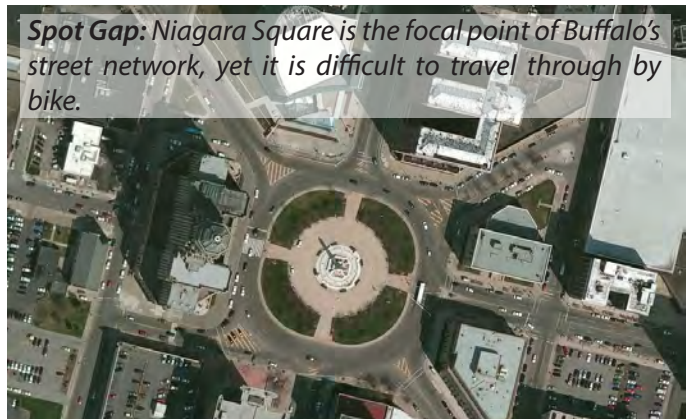 Spot Gap: Niagara Square is the focal point of Buffalo's
street network, yet it is difficult to travel through by
bike.